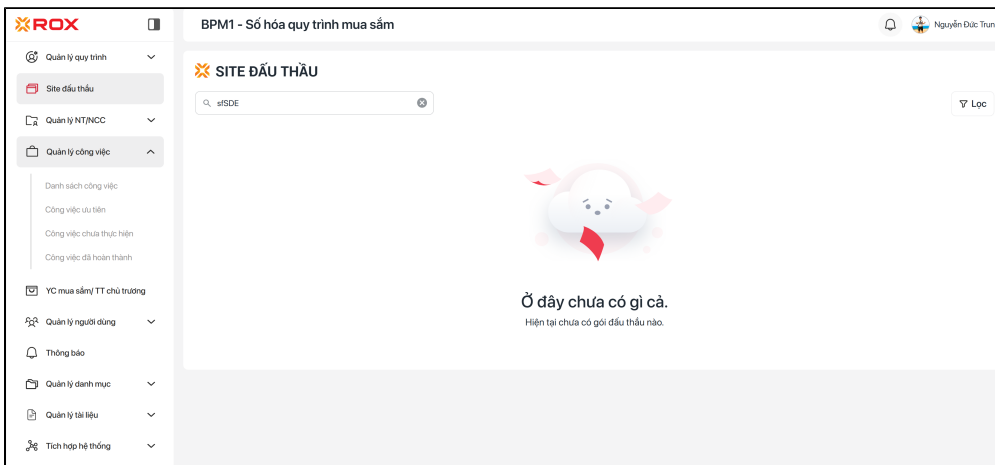 ROX
BPM1 - Số hóa quy trình mua sắm
Nguyễn Đức Trun
Quản lý quy trình
Site đấu thầu
Quản lý NT/NCC
Quản lý công việc
Danh sách công việc
Công việc ưu tiên
Công việc chưa thực hiện
Công việc đã hoàn thành
YC mua sắm/ TT chủ trương
Quản lý người dùng
Thông báo
Quản lý danh mục
Quản lý tài liệu
Tích hợp hệ thống
SITE ĐẤU THẦU
sfSDE
Lọc
Ở đây chưa có gì cả.
Hiện tại chưa có gói đấu thầu nào.